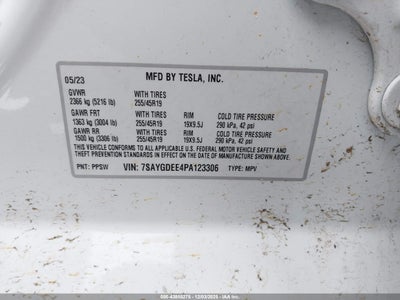 05/23 MFD BY TESLA, INC.
GVWR WITH TIRES
2366 kg (5216 lb) 255/45R19
GAWR FRT WITH TIRES RIM COLD TIRE PRESSURE
1363 kg (3004 lb) 255/45R19 19X9.5J 290 kPa, 42 psi
GAWR RR WITH TIRES RIM COLD TIRE PRESSURE
1500 kg (3306 lb) 255/45R19 19X9.5J 290 kPa, 42 psi
THIS VEHICLE CONFORMS TO ALL APPLICABLE U.S. FEDERAL MOTOR VEHICLE SAFETY
AND THEFT PREVENTION STANDARDS IN EFFECT ON THE DATE OF MANUFACTURE SHOWN
ABOVE.
PNT: PPSW VIN: 7SAYGDEE4PA123306 TYPE: MPV